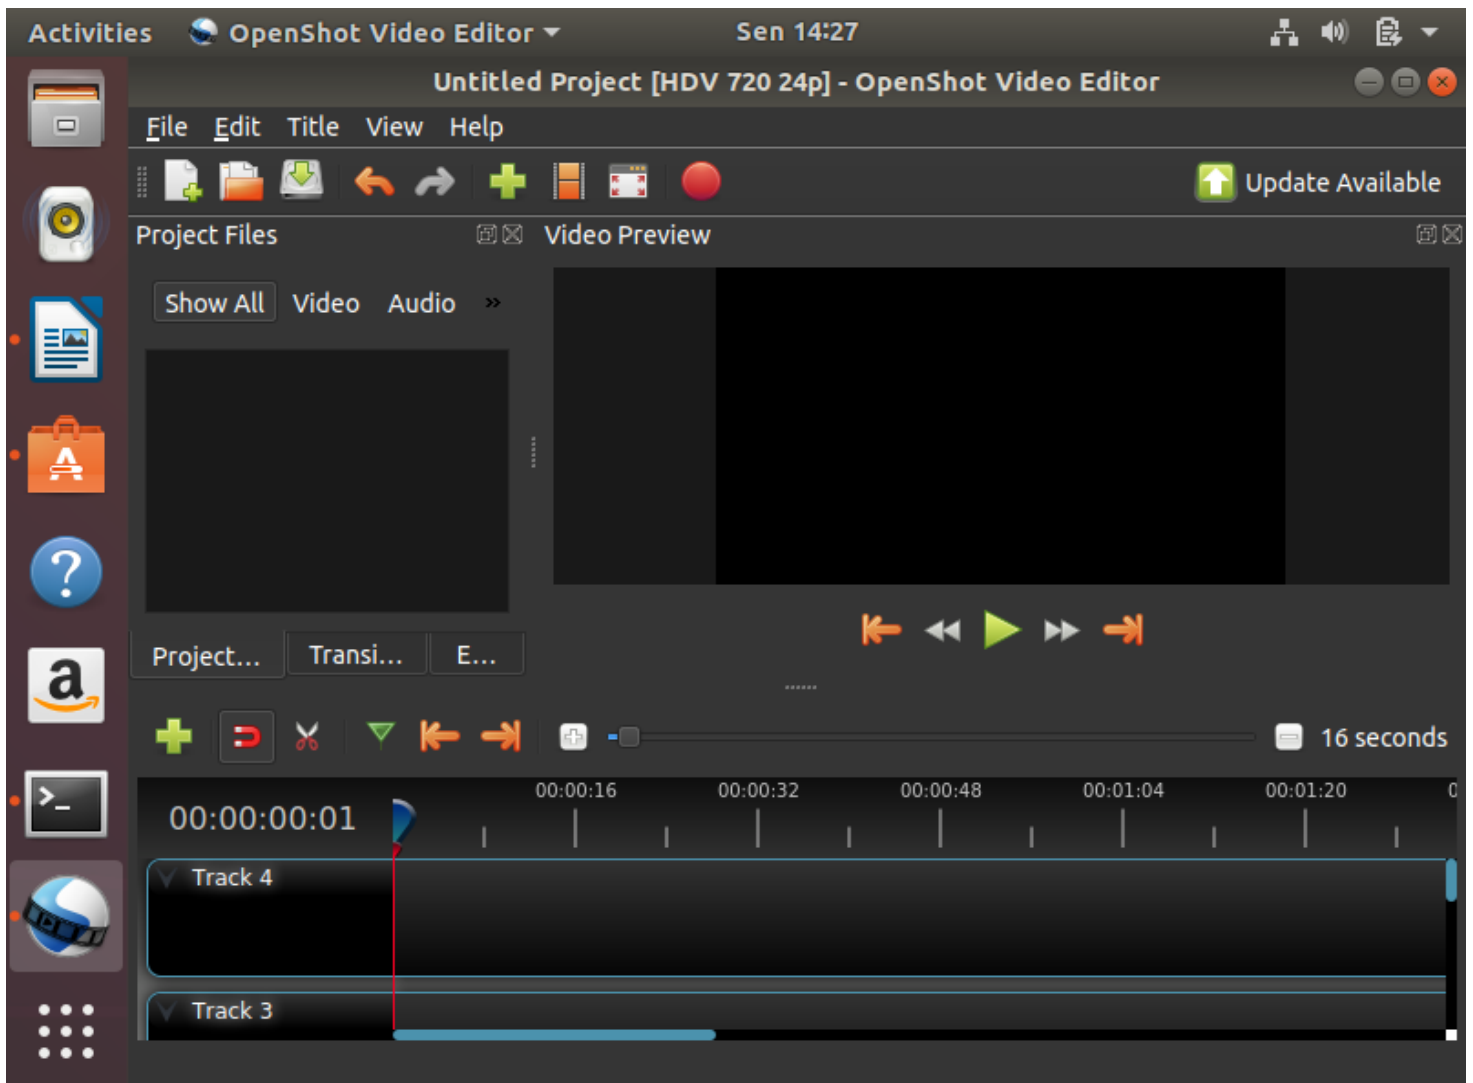 Activities OpenShot Video Editor Sen 14:27
Untitled Project [HDV 720 24p] - OpenShot Video Editor
File Edit Title View Help
Update Available
Project Files Video Preview
Show All Video Audio »
Project... Transi... E...
16 seconds
00:00:00:01 00:00:16 00:00:32 00:00:48 00:01:04 00:01:20 0
Track 4
Track 3